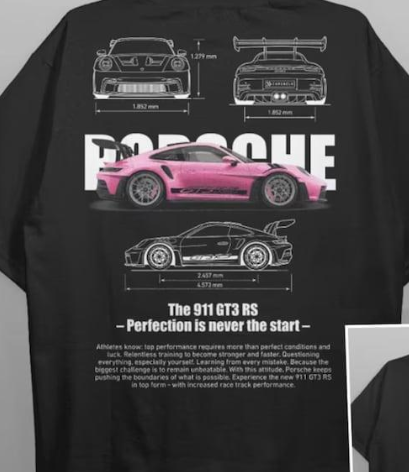 1.279 mm
1.852 mm
1.852 mm
PORSCHE
2.457 mm
4.573 mm
The 911 GT3 RS
– Perfection is never the start –
Athletes know: top performance requires more than perfect conditions and
luck. Relentless training to become stronger and faster. Questioning
everything, especially yourself. Learning from every mistake. Because the
biggest challenge is to remain unbeatable. With this attitude, Porsche keeps
pushing the boundaries of what is possible. Experience the new 911 GT3 RS
in top form - with increased race track performance.